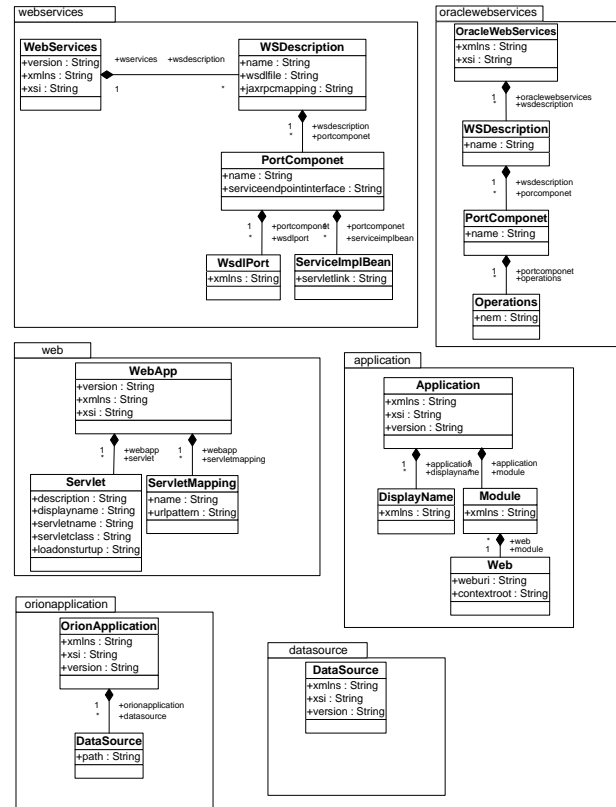 webservices
WebServices
+version : String
+xmlns : String
+xsi : String
+wservices
+wsdescription
1
*
WSDescription
+name : String
+wsdlfile : String
+jaxrpcmapping : String
1
*
+wsdescription
+portcomponet
PortComponet
+name : String
+serviceendpointinterface : String
1
*
+portcomponet
+wsdlport
1
*
+portcomponet
+serviceimplbean
WsdlPort
+xmlns : String
ServiceImplBean
+servletlink : String
oraclewebservices
OracleWebServices
+xmlns : String
+xsi : String
1
*
+oraclewebservices
+wsdescription
WSDescription
+name : String
1
*
+wsdescription
+porcomponet
PortComponet
+name : String
1
*
+portcomponet
+operations
Operations
+nem : String
web
WebApp
+version : String
+xmlns : String
+xsi : String
1
*
+webapp
+servlet
1
*
+webapp
+servletmapping
Servlet
+description : String
+displayname : String
+servletname : String
+servletclass : String
+loadonsturtup : String
ServletMapping
+name : String
+urlpattern : String
application
Application
+xmlns : String
+xsi : String
+version : String
1
*
+application
+displayname
1
*
+application
+module
DisplayName
+xmlns : String
Module
+xmlns : String
*
1
+web
+module
Web
+weburi : String
+contextroot : String
orionapplication
OrionApplication
+xmlns : String
+xsi : String
+version : String
1
*
+orionapplication
+datasource
DataSource
+path : String
datasource
DataSource
+xmlns : String
+xsi : String
+version : String